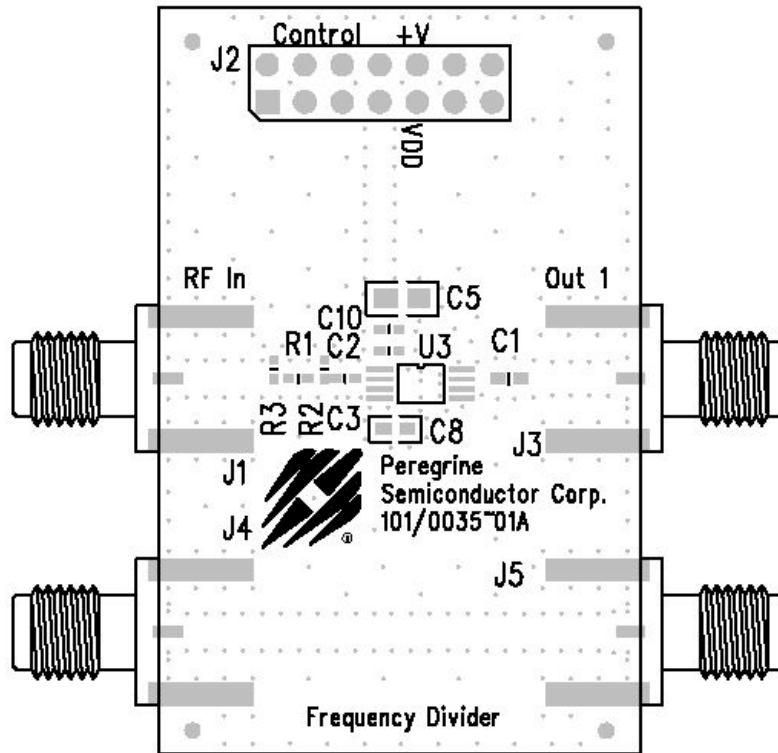 Control +V
J2
VDD
RF In
Out 1
C5
C10
R1
C2
U3
C1
R3
R2
C3
C8
J3
J1
Peregrine
Semiconductor Corp.
101/0035~01A
J4
®
J5
Frequency Divider